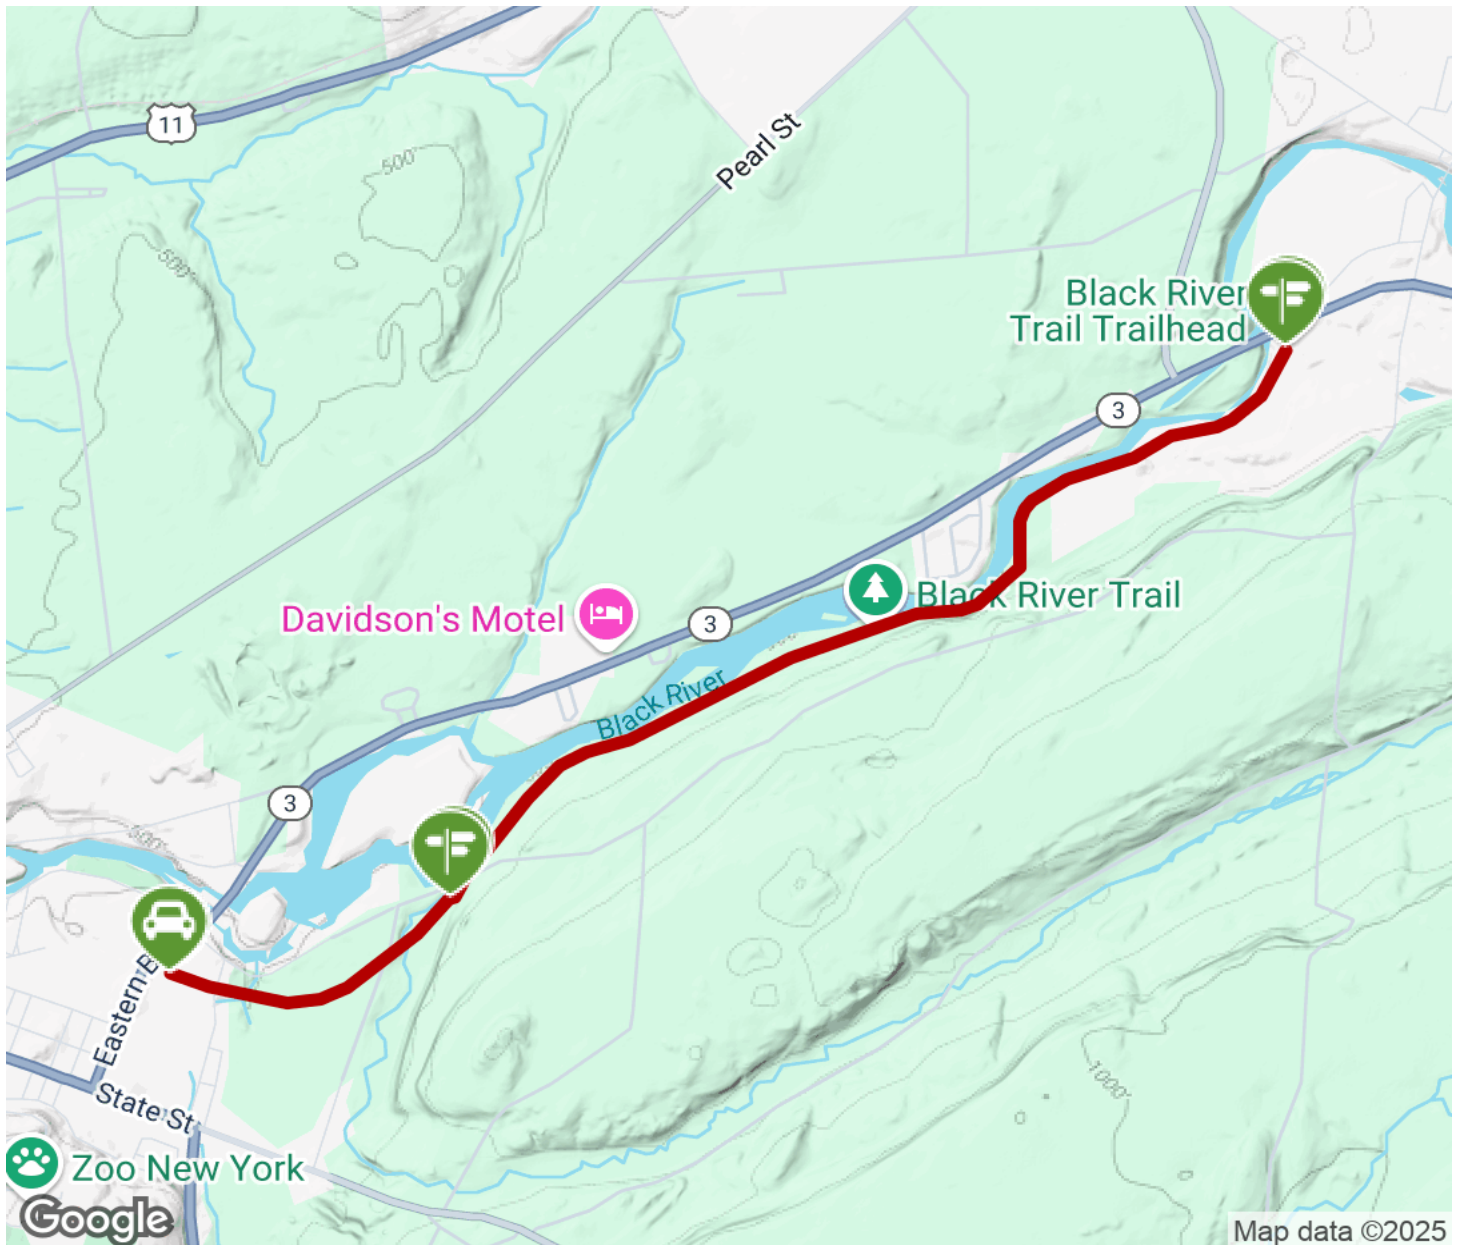 11
500'
Pearl St
500'
Black River
Trail Trailhead
3
Black River Trail
Davidson's Motel
3
Black River
3
500'
Eastern B
State St
1000'
Zoo New York
Google
Map data ©2025